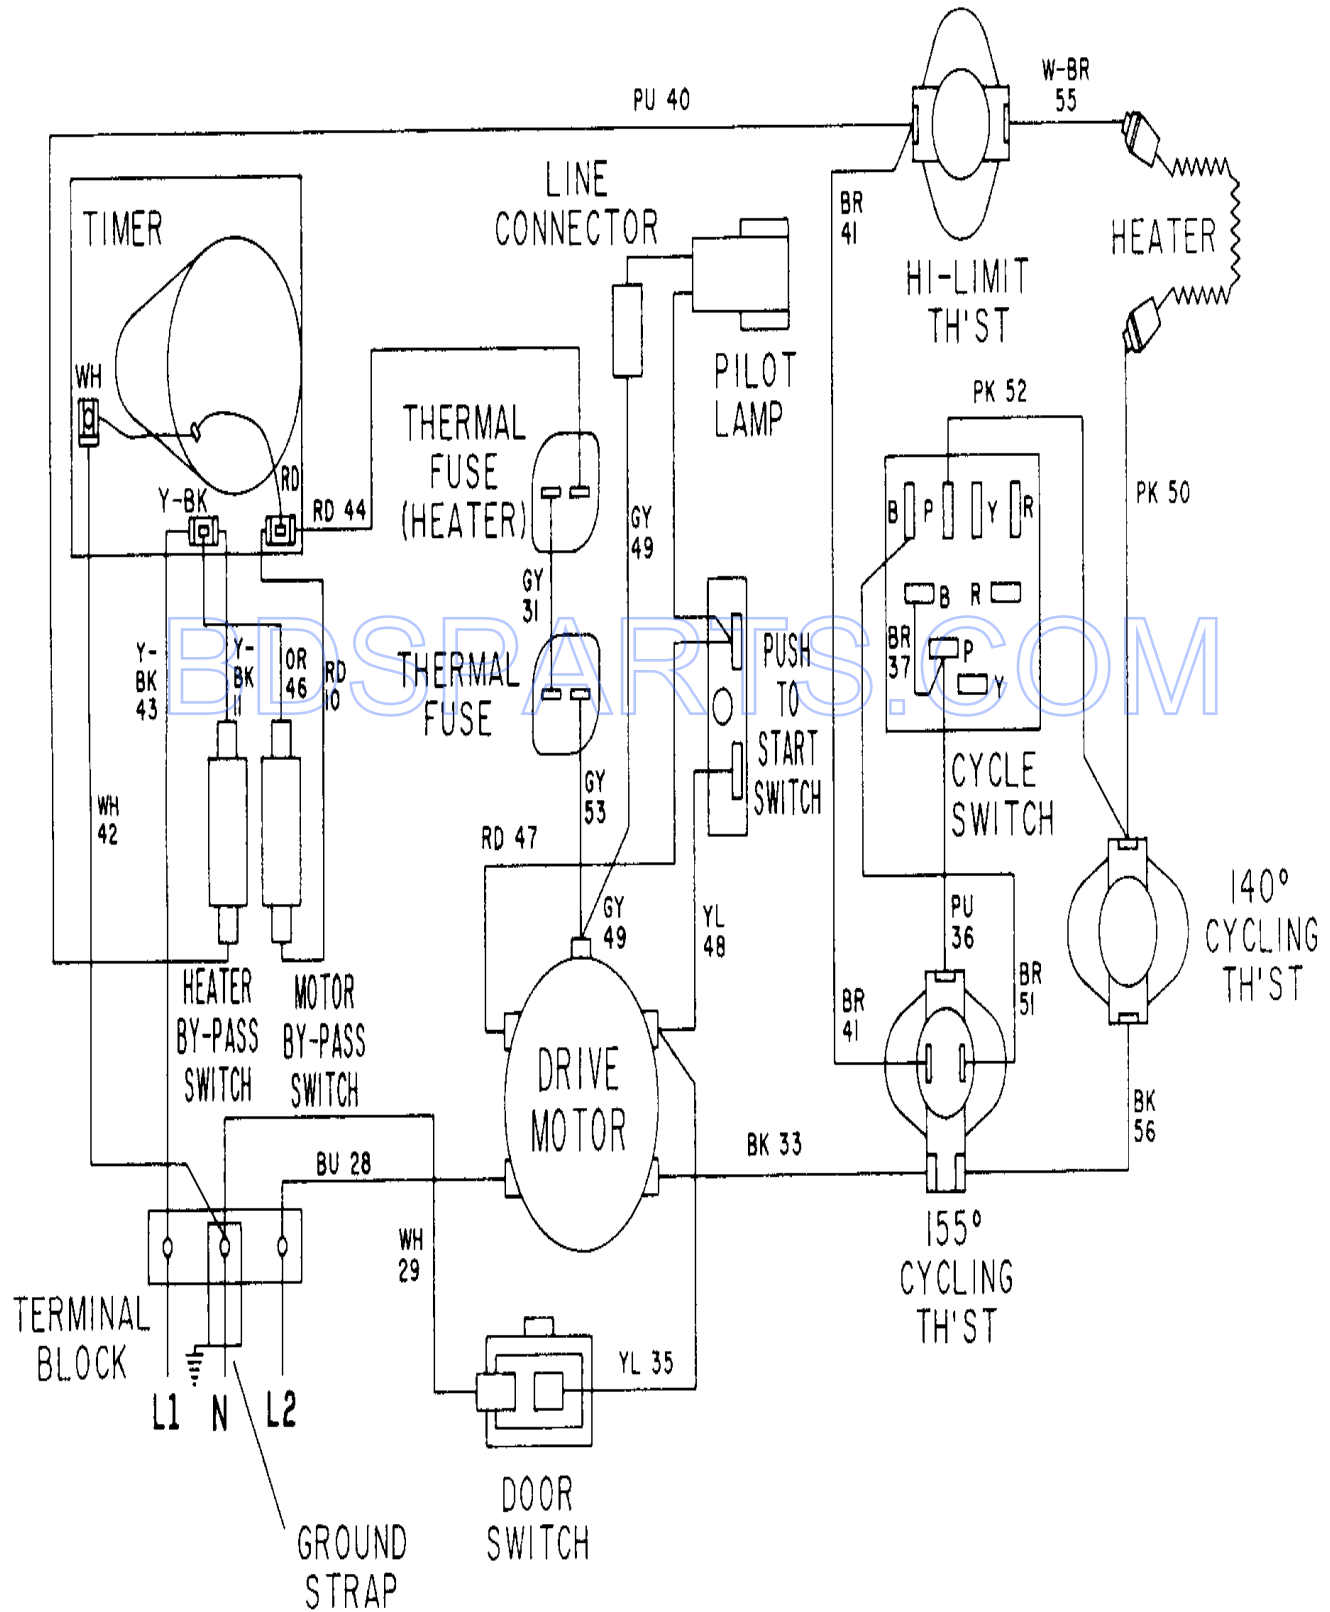 PU 40
W-BR
55
LINE
CONNECTOR
TIMER
BR
41
HEATER
HI-LIMIT
TH'ST
PILOT
LAMP
WH
PK 52
THERMAL
FUSE
(HEATER)
RD
Y-BK
RD 44
GY
49
PK 50
B
P
Y
R
GY
31
B
R
BR
37
P
Y
PUSH
TO
START
SWITCH
Y-
BK
43
Y-
BK
11
OR
46
RD
10
THERMAL
FUSE
BDSPARTS.COM
CYCLE
SWITCH
GY
53
WH
42
RD 47
140°
CYCLING
TH'ST
GY
49
YL
48
PU
36
BR
51
BR
41
HEATER
BY-PASS
SWITCH
MOTOR
BY-PASS
SWITCH
DRIVE
MOTOR
BK
56
BK 33
BU 28
155°
CYCLING
TH'ST
WH
29
TERMINAL
BLOCK
YL 35
L1
N
L2
DOOR
SWITCH
GROUND
STRAP